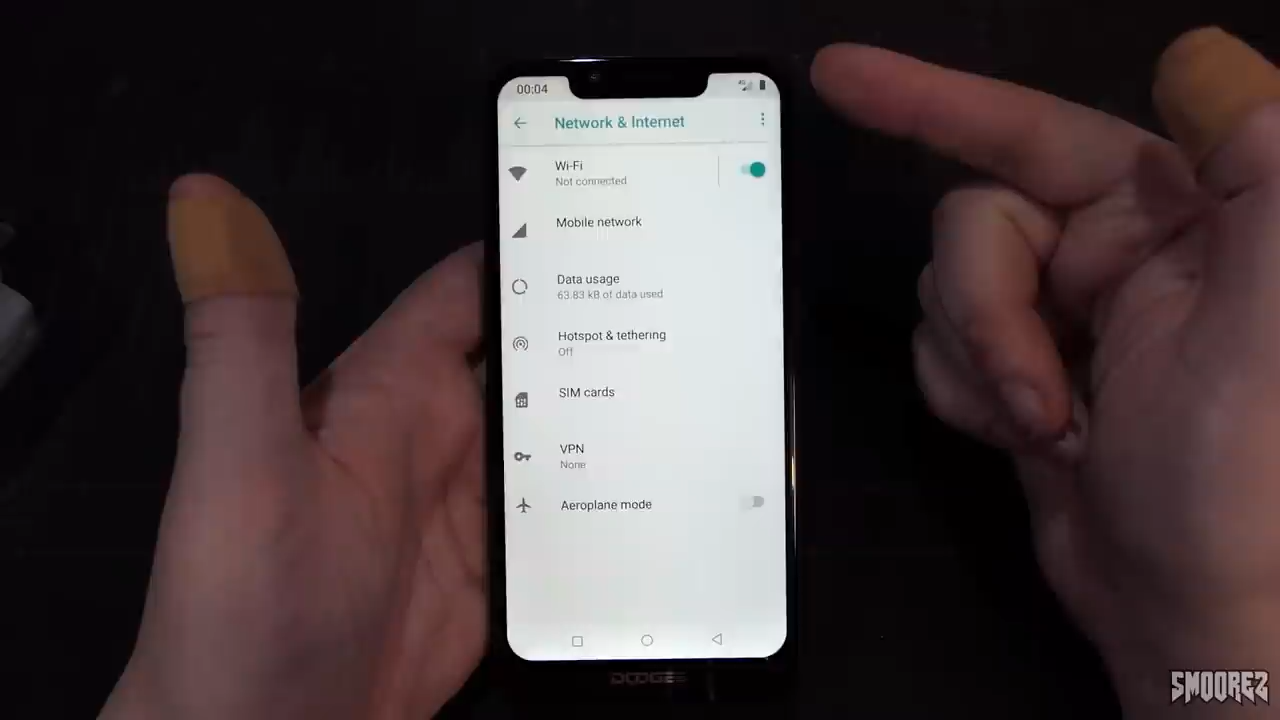 00:04
4G
Network & Internet
Wi-Fi
Not connected
Mobile network
Data usage
63.83 kB of data used
Hotspot & tethering
Off
SIM cards
VPN
None
Aeroplane mode
DOOGEE
SMOOREZ